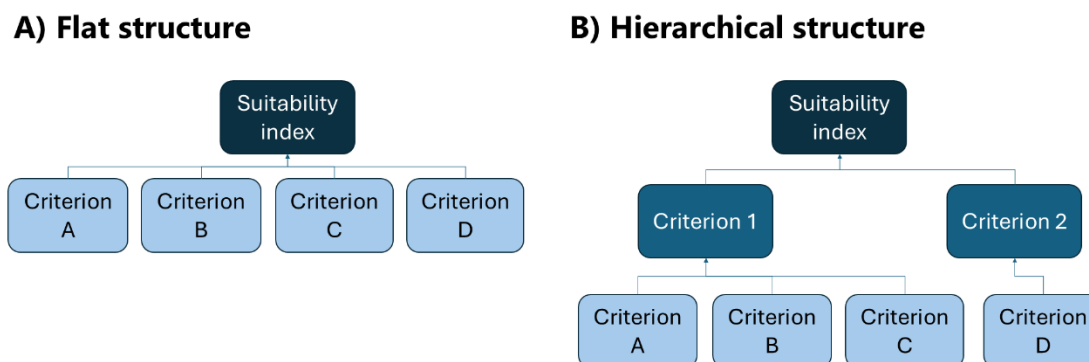 A) Flat structure
Suitability
index
Criterion
A
Criterion
B
Criterion
C
Criterion
D
B) Hierarchical structure
Suitability
index
Criterion 1
Criterion 2
Criterion
A
Criterion
B
Criterion
C
Criterion
D